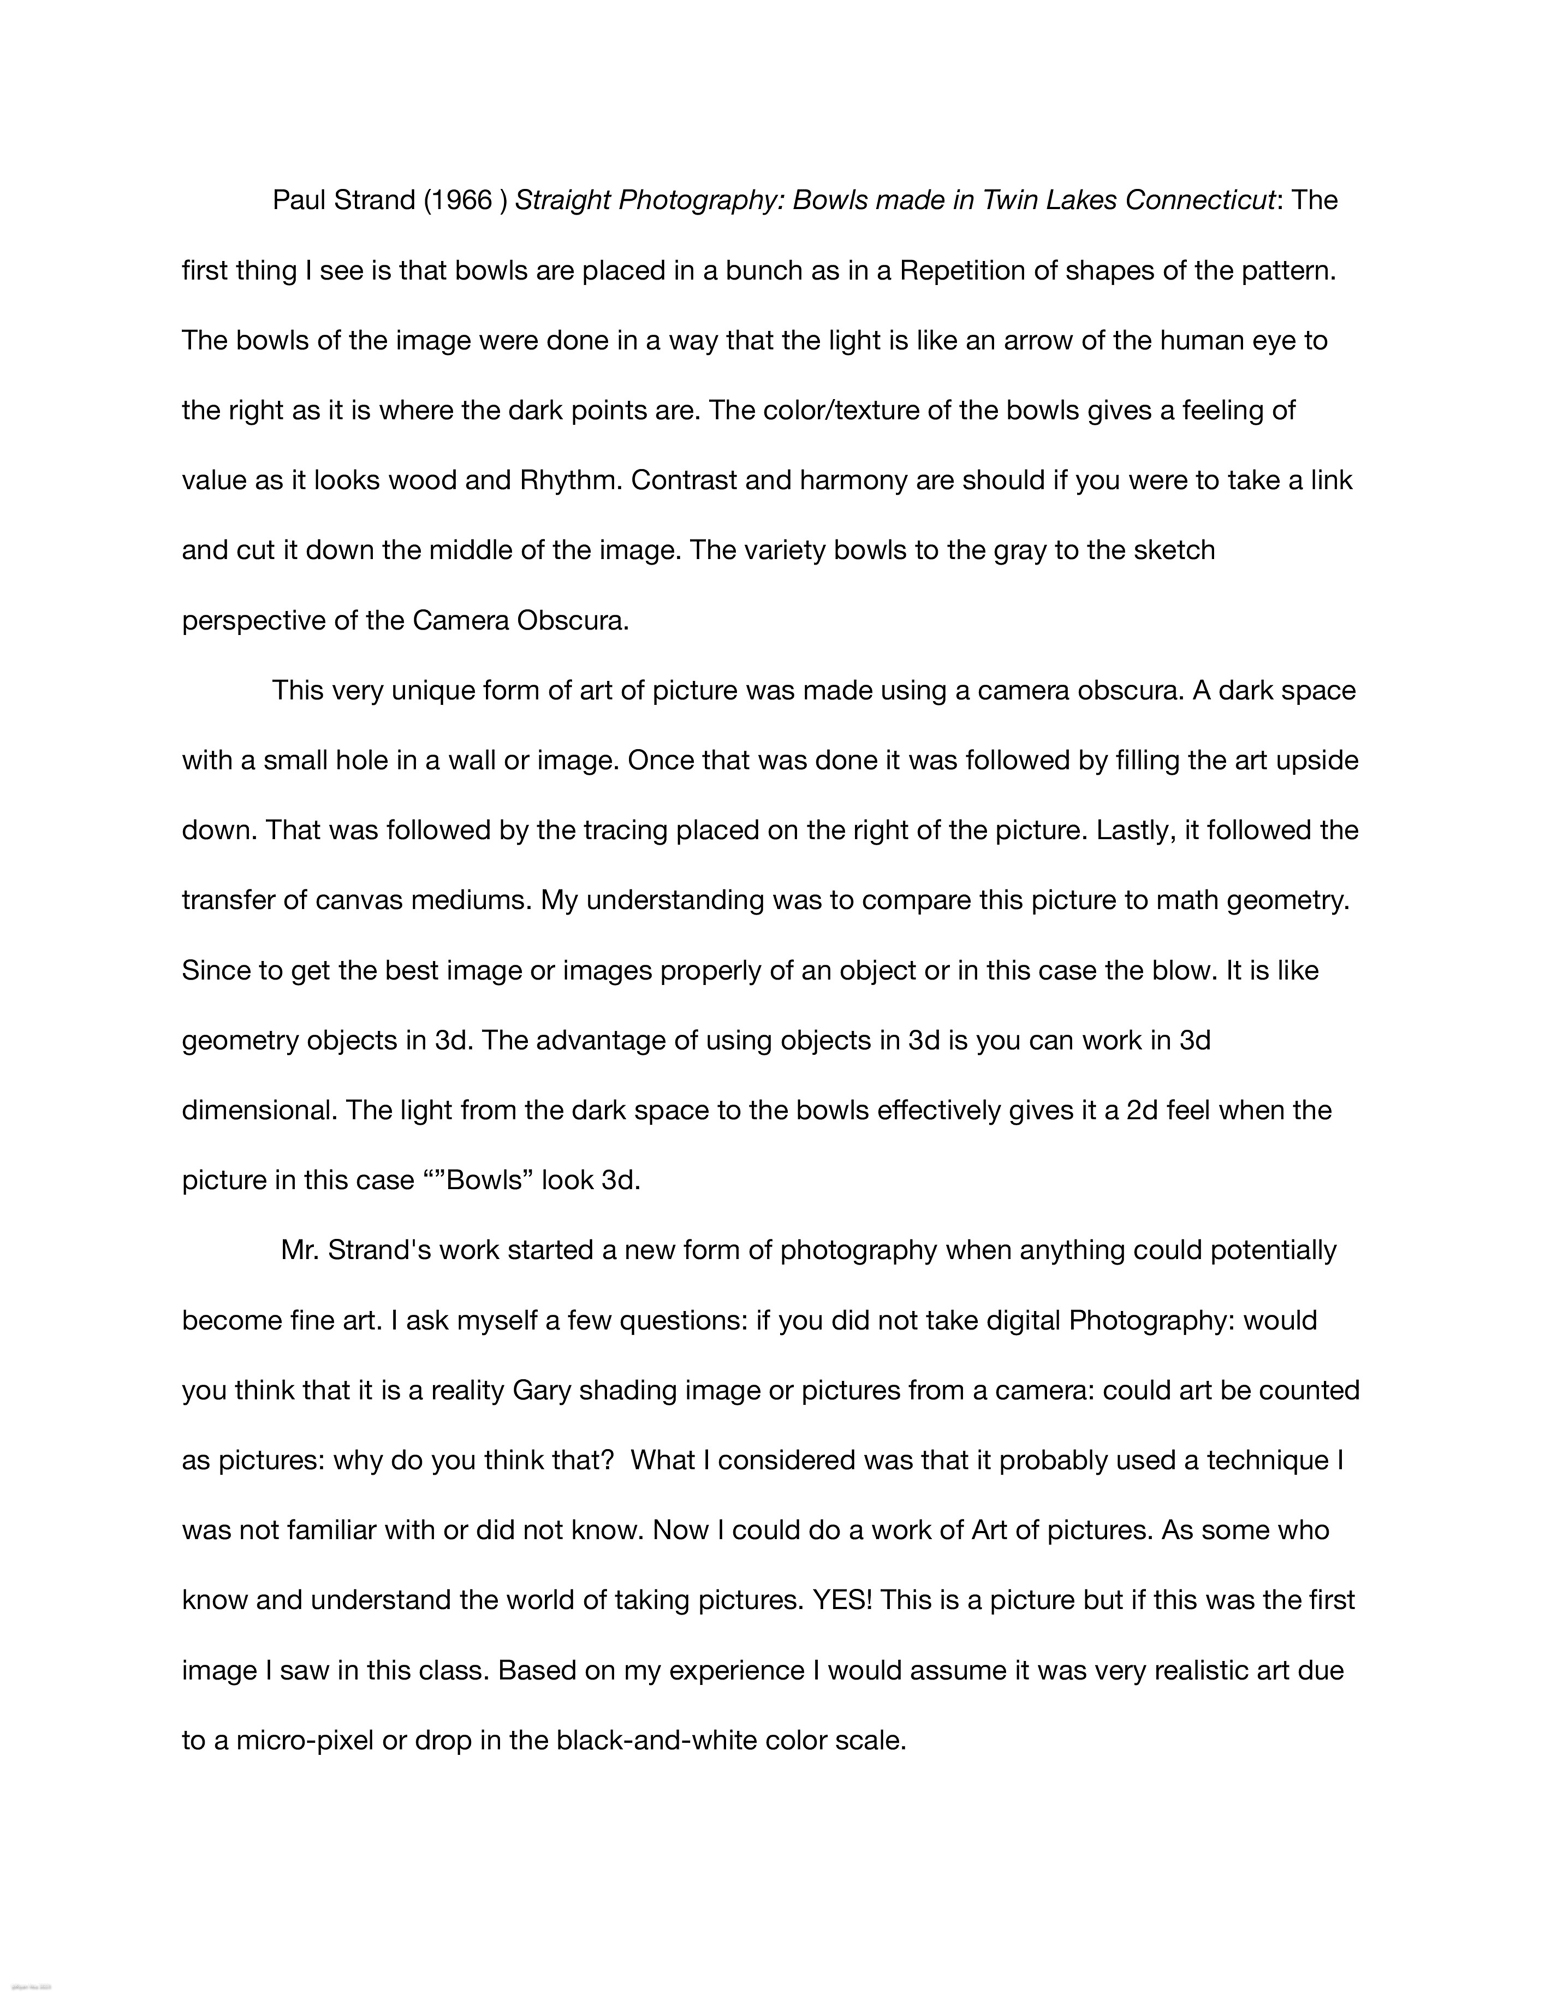 Paul Strand (1966 ) Straight Photography: Bowls made in Twin Lakes Connecticut: The
first thing I see is that bowls are placed in a bunch as in a Repetition of shapes of the pattern.
The bowls of the image were done in a way that the light is like an arrow of the human eye to
the right as it is where the dark points are. The color/texture of the bowls gives a feeling of
value as it looks wood and Rhythm. Contrast and harmony are should if you were to take a link
and cut it down the middle of the image. The variety bowls to the gray to the sketch
perspective of the Camera Obscura.
This very unique form of art of picture was made using a camera obscura. A dark space
with a small hole in a wall or image. Once that was done it was followed by filling the art upside
down. That was followed by the tracing placed on the right of the picture. Lastly, it followed the
transfer of canvas mediums. My understanding was to compare this picture to math geometry.
Since to get the best image or images properly of an object or in this case the blow. It is like
geometry objects in 3d. The advantage of using objects in 3d is you can work in 3d
dimensional. The light from the dark space to the bowls effectively gives it a 2d feel when the
picture in this case “”Bowls” look 3d.
Mr. Strand's work started a new form of photography when anything could potentially
become fine art. I ask myself a few questions: if you did not take digital Photography: would
you think that it is a reality Gary shading image or pictures from a camera: could art be counted
as pictures: why do you think that?  What I considered was that it probably used a technique I
was not familiar with or did not know. Now I could do a work of Art of pictures. As some who
know and understand the world of taking pictures. YES! This is a picture but if this was the first
image I saw in this class. Based on my experience I would assume it was very realistic art due
to a micro-pixel or drop in the black-and-white color scale.